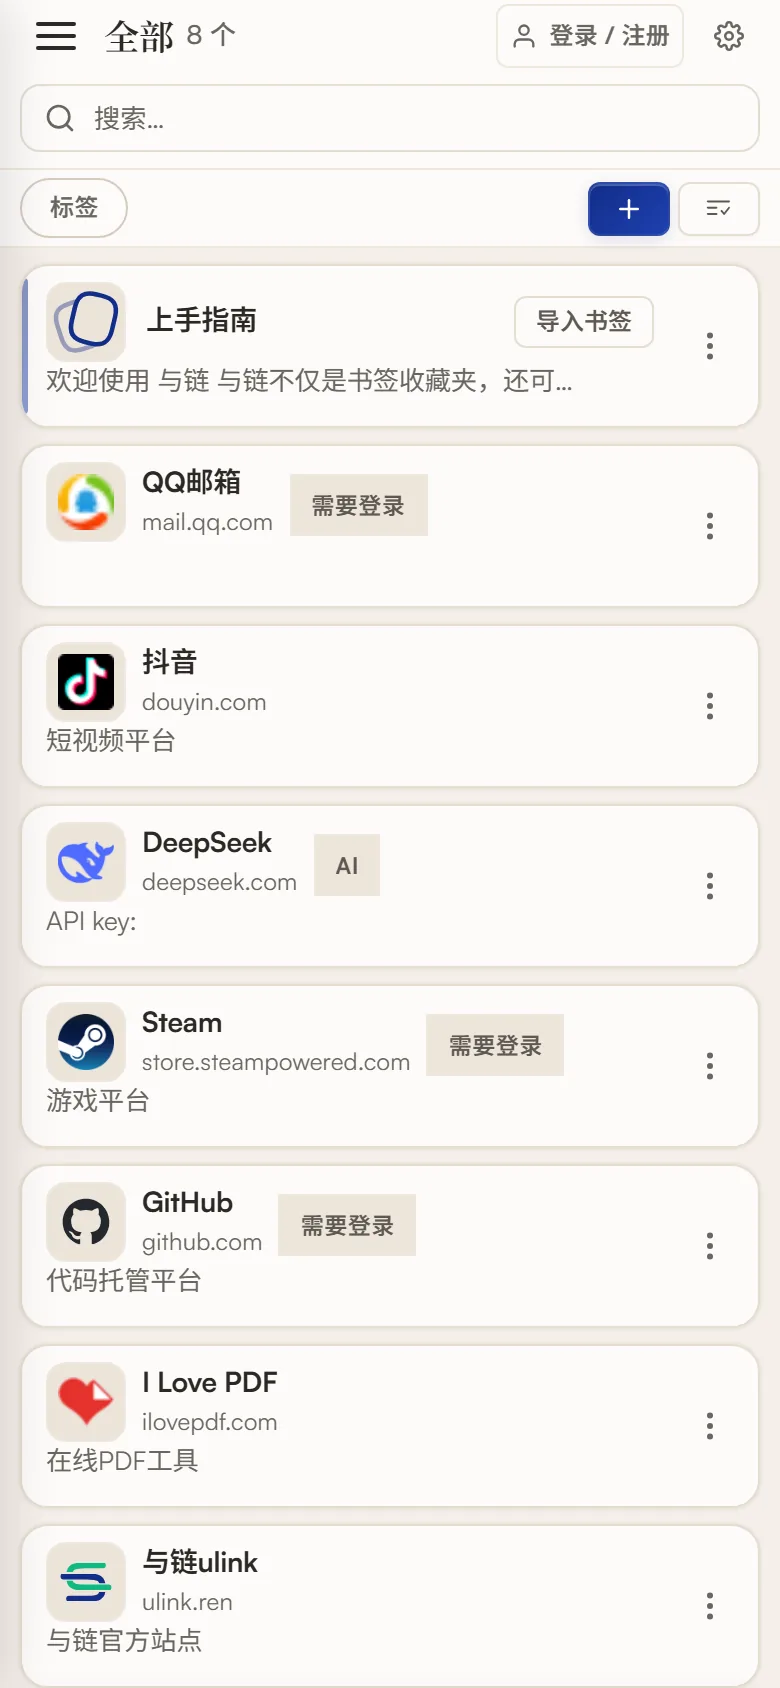 全部 8 个
登录 / 注册
搜索...
标签
上手指南
导入书签
欢迎使用 与链 与链不仅是书签收藏夹，还可...
QQ邮箱
mail.qq.com
需要登录
抖音
douyin.com
短视频平台
DeepSeek
deepseek.com
AI
API key:
Steam
store.steampowered.com
需要登录
游戏平台
GitHub
github.com
需要登录
代码托管平台
I Love PDF
ilovepdf.com
在线PDF工具
与链ulink
ulink.ren
与链官方站点